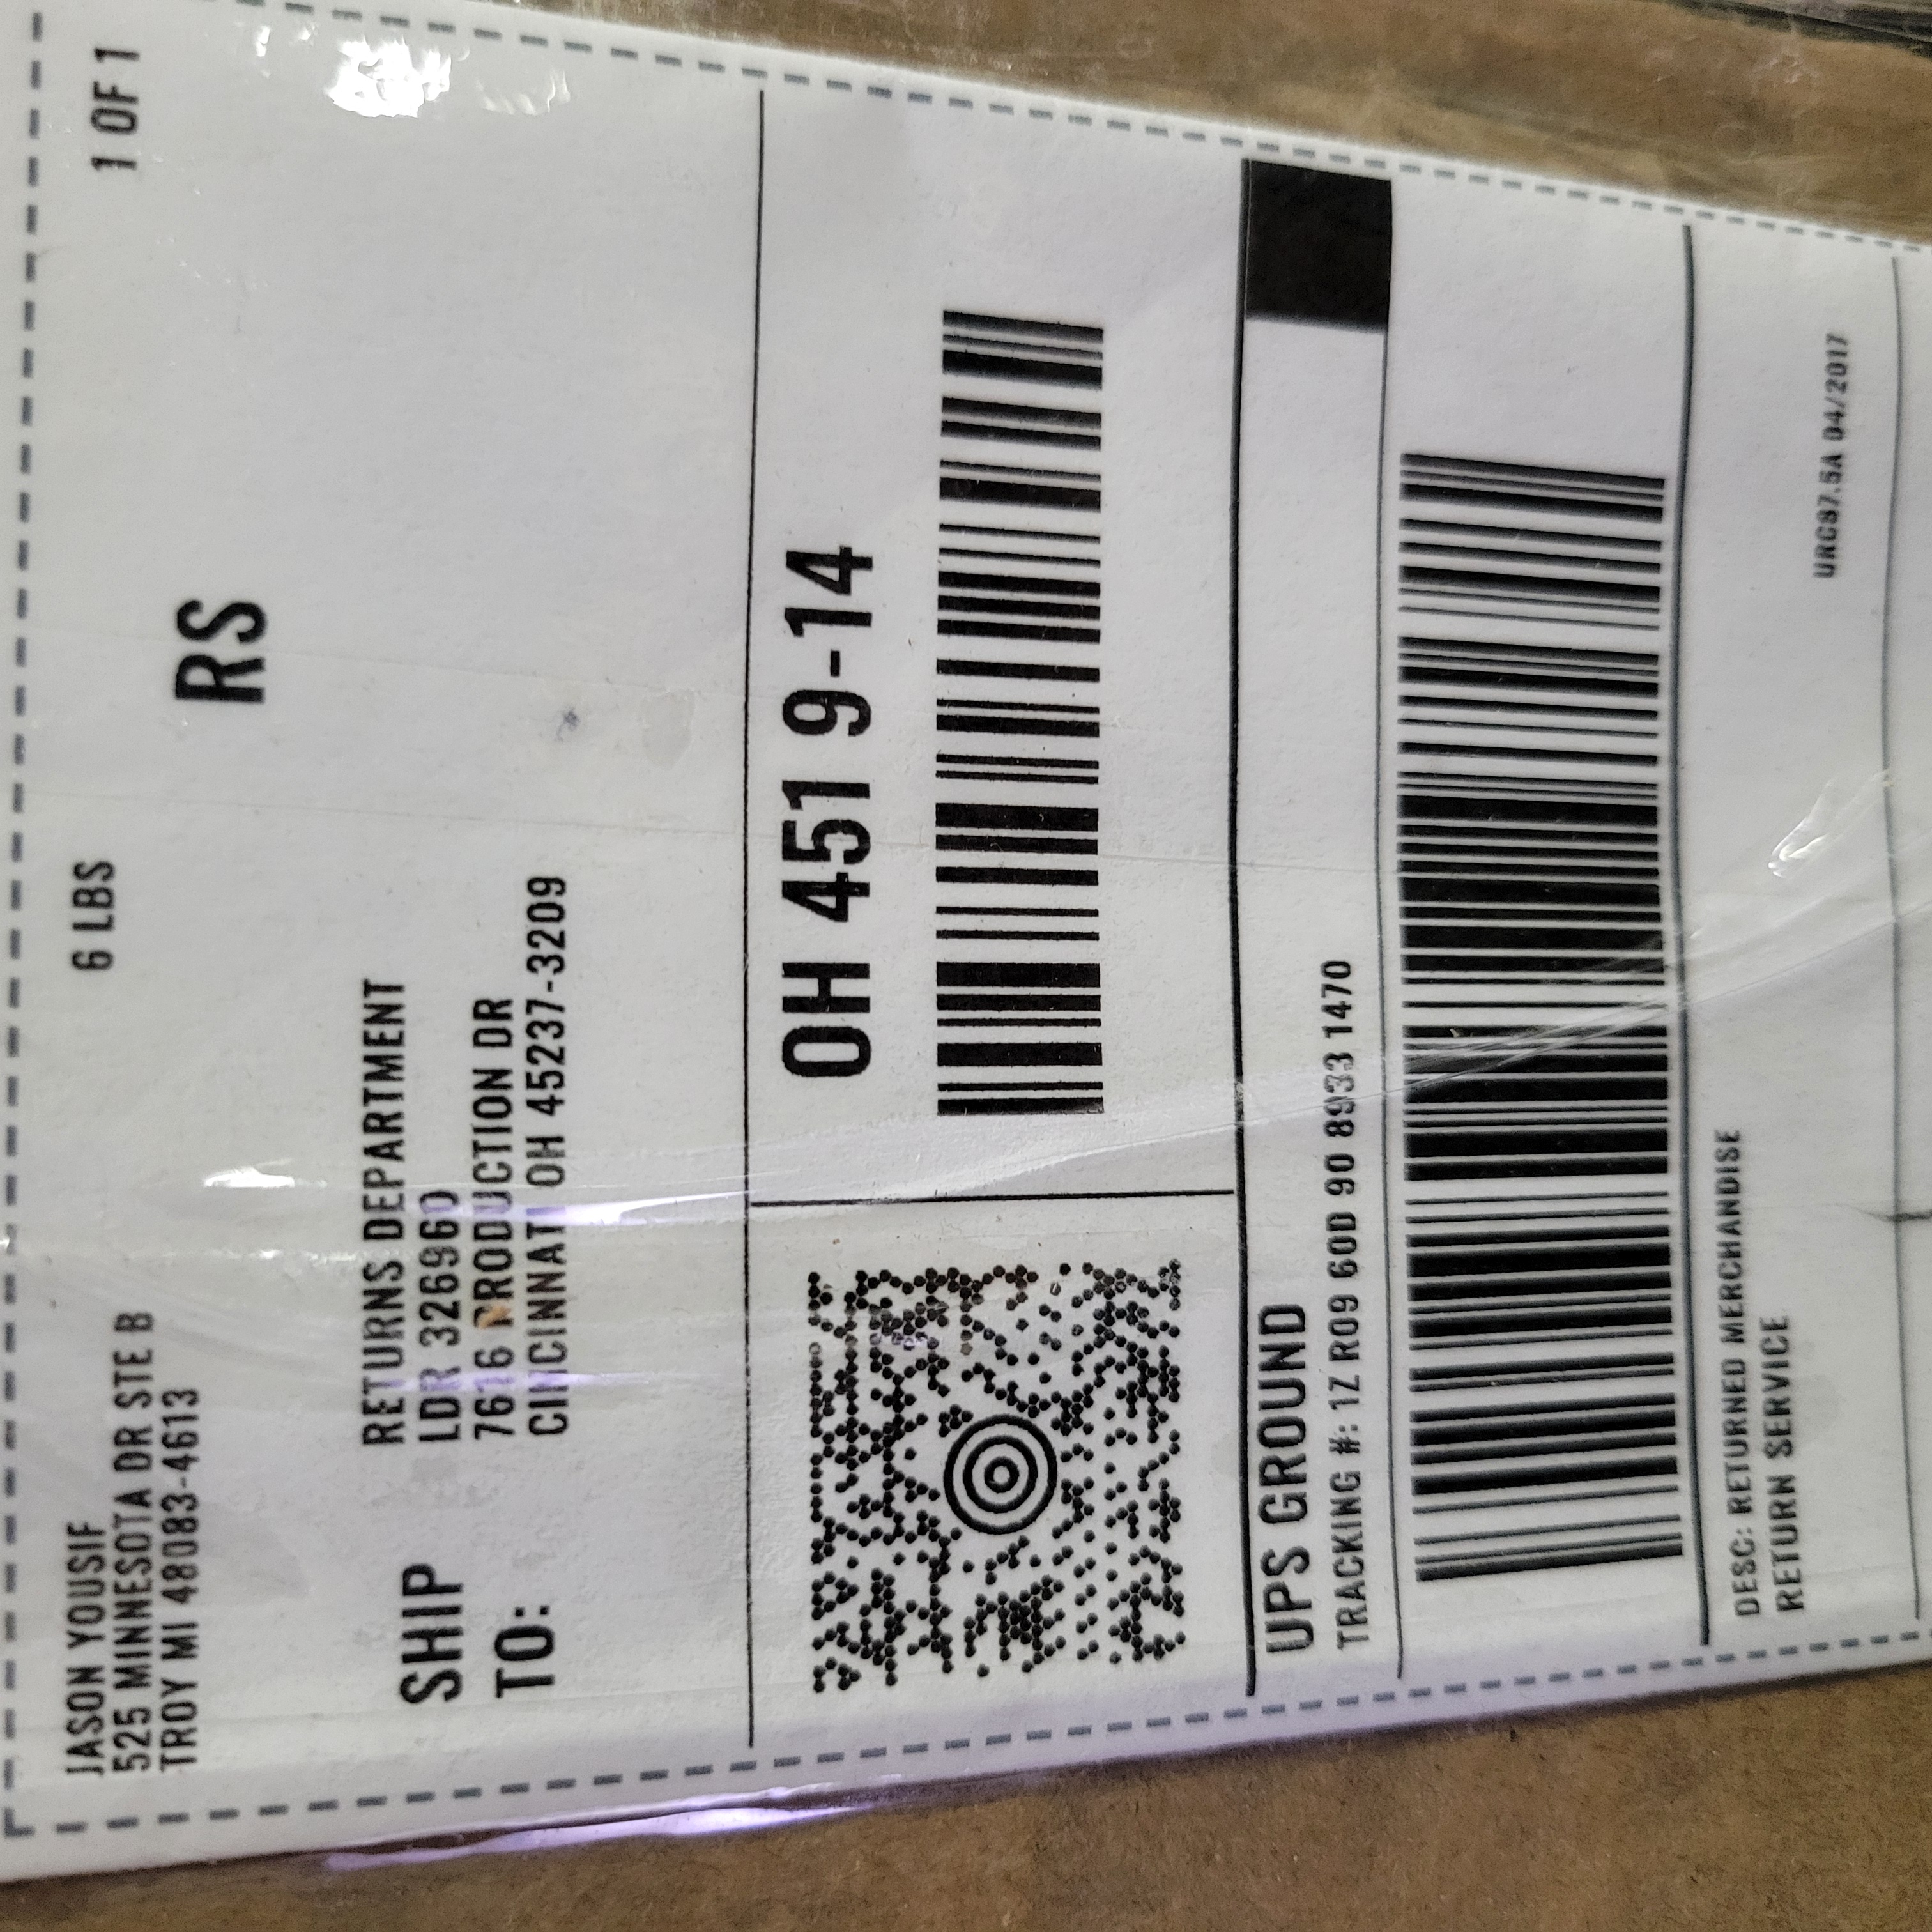 JASON YOUSIF
525 MINNESOTA DR STE B
TROY MI 48083-4613
6 LBS
1 OF 1
RS
SHIP
TO:
RETURNS DEPARTMENT
LDR 326960
7616 PRODUCTION DR
CINCINNATI OH 45237-3209
OH 451 9-14
UPS GROUND
TRACKING #: 1Z R09 60D 90 8933 1470
DESC: RETURNED MERCHANDISE
RETURN SERVICE
URC87.5A 04/2017